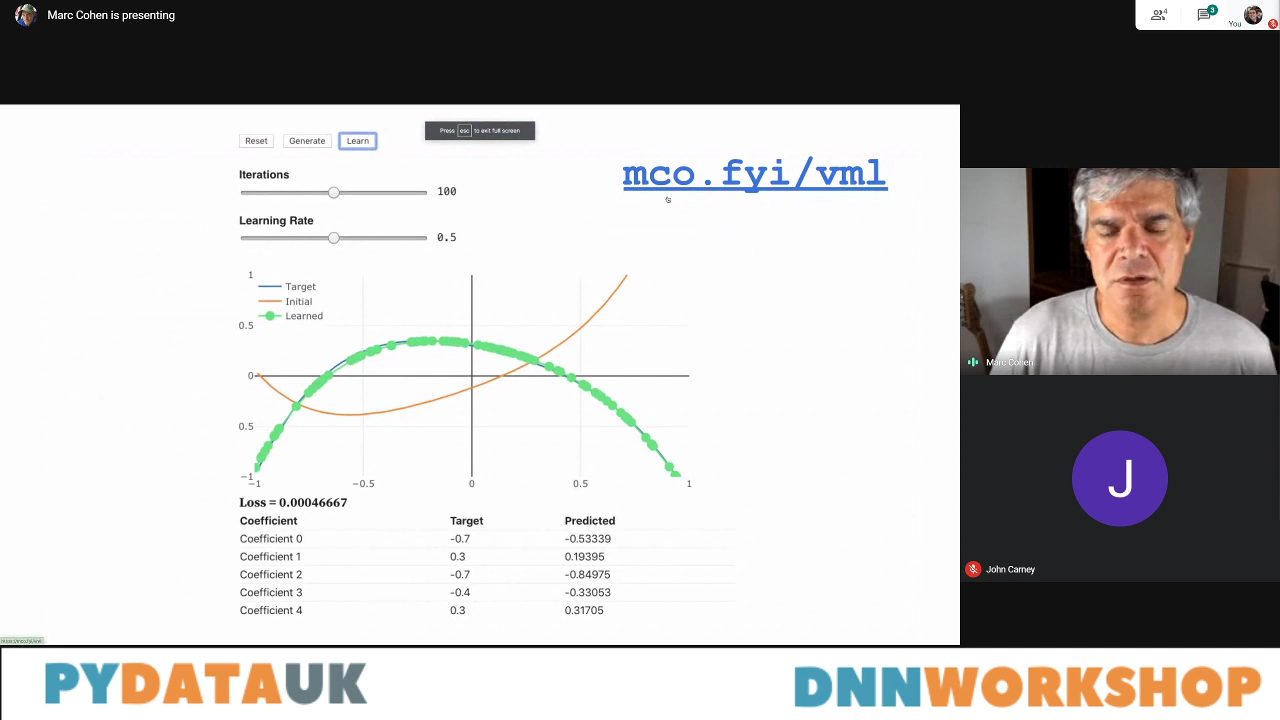 Marc Cohen is presenting
4
3
You
Reset
Generate
Learn
Press esc to exit full screen
mco.fyi/vml
Iterations
100
Learning Rate
0.5
1
0.5
0
0.5
−1
Target
Initial
Learned
−1
−0.5
0
0.5
1
Loss = 0.00046667
Coefficient Target Predicted
Coefficient 0 -0.7 -0.53339
Coefficient 1 0.3 0.19395
Coefficient 2 -0.7 -0.84975
Coefficient 3 -0.4 -0.33053
Coefficient 4 0.3 0.31705
Marc Cohen
J
John Carney
PYDATAUK
DNNWORKSHOP